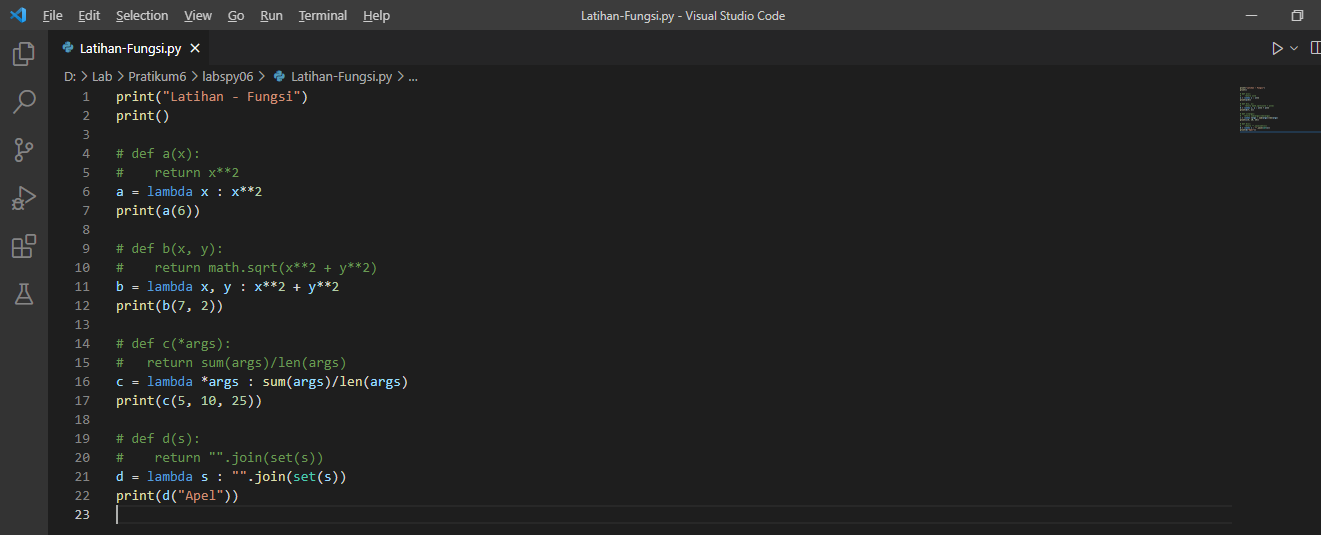 File Edit Selection View Go Run Terminal Help Latihan-Fungsi.py - Visual Studio Code
Latihan-Fungsi.py
D: > Lab > Pratikum6 > labspy06 > Latihan-Fungsi.py > ...
1 print("Latihan - Fungsi")
2 print()
3
4 # def a(x):
5 #    return x**2
6 a = lambda x : x**2
7 print(a(6))
8
9 # def b(x, y):
10 #    return math.sqrt(x**2 + y**2)
11 b = lambda x, y : x**2 + y**2
12 print(b(7, 2))
13
14 # def c(*args):
15 #   return sum(args)/len(args)
16 c = lambda *args : sum(args)/len(args)
17 print(c(5, 10, 25))
18
19 # def d(s):
20 #    return "".join(set(s))
21 d = lambda s : "".join(set(s))
22 print(d("Apel"))
23